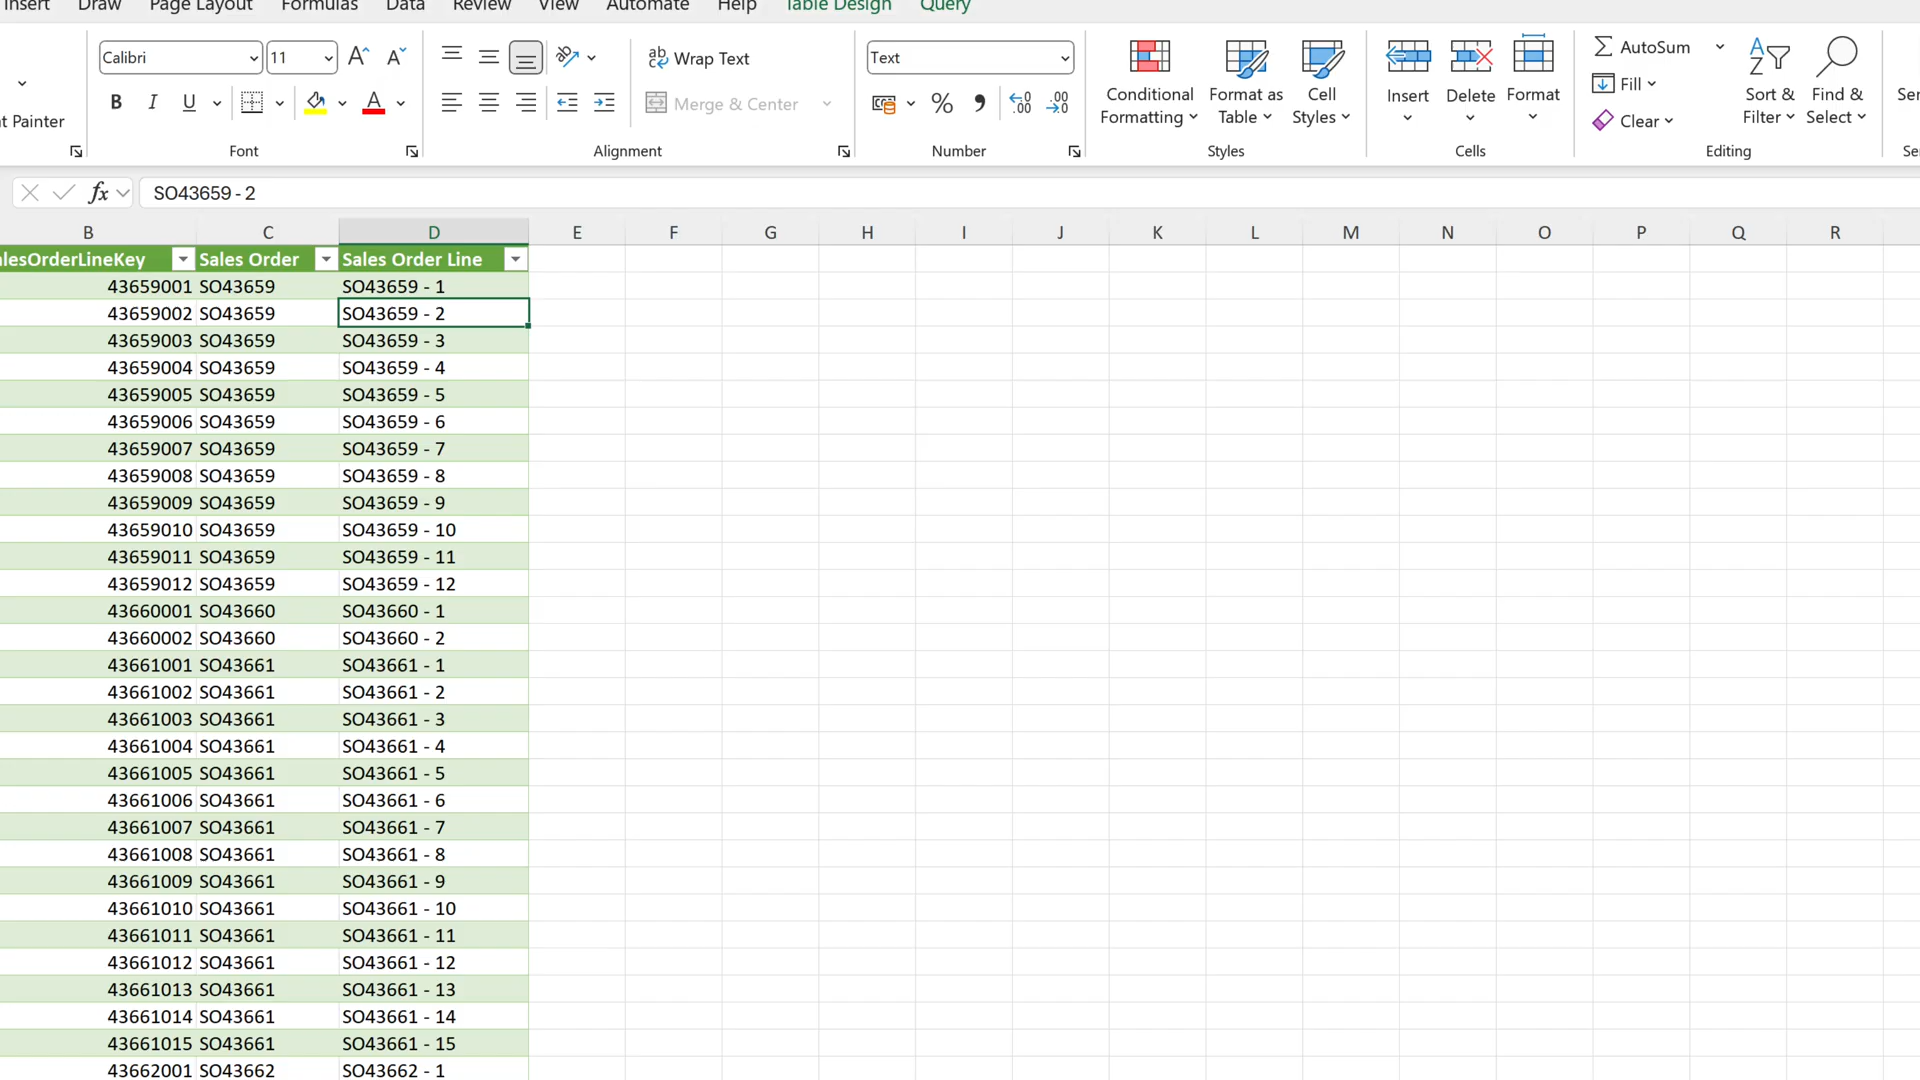 Insert Draw Page Layout Formulas Data Review View Automate Help Table Design Query
Calibri 11 Wrap Text Text AutoSum
Conditional Formatting Format as Table Cell Styles Insert Delete Format Fill Sort & Filter Find & Select
B I U Merge & Center % Clear
t Painter
Font Alignment Number Styles Cells Editing
fx SO43659 - 2
B C D E F G H I J K L M N O P Q R
alesOrderLineKey Sales Order Sales Order Line
43659001 SO43659 SO43659 - 1
43659002 SO43659 SO43659 - 2
43659003 SO43659 SO43659 - 3
43659004 SO43659 SO43659 - 4
43659005 SO43659 SO43659 - 5
43659006 SO43659 SO43659 - 6
43659007 SO43659 SO43659 - 7
43659008 SO43659 SO43659 - 8
43659009 SO43659 SO43659 - 9
43659010 SO43659 SO43659 - 10
43659011 SO43659 SO43659 - 11
43659012 SO43659 SO43659 - 12
43660001 SO43660 SO43660 - 1
43660002 SO43660 SO43660 - 2
43661001 SO43661 SO43661 - 1
43661002 SO43661 SO43661 - 2
43661003 SO43661 SO43661 - 3
43661004 SO43661 SO43661 - 4
43661005 SO43661 SO43661 - 5
43661006 SO43661 SO43661 - 6
43661007 SO43661 SO43661 - 7
43661008 SO43661 SO43661 - 8
43661009 SO43661 SO43661 - 9
43661010 SO43661 SO43661 - 10
43661011 SO43661 SO43661 - 11
43661012 SO43661 SO43661 - 12
43661013 SO43661 SO43661 - 13
43661014 SO43661 SO43661 - 14
43661015 SO43661 SO43661 - 15
43662001 SO43662 SO43662 - 1